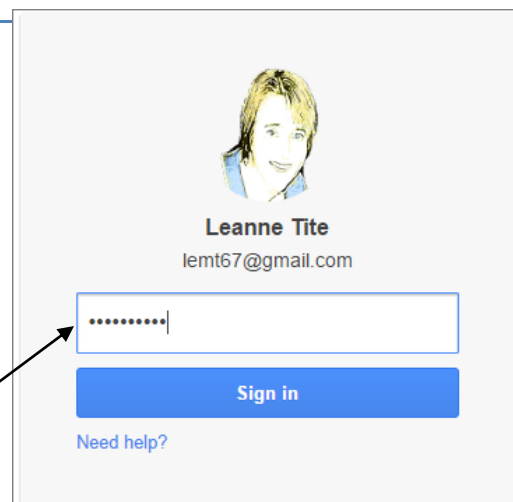 Leanne Tite
lemt67@gmail.com
••••••••••
Sign in
Need help?